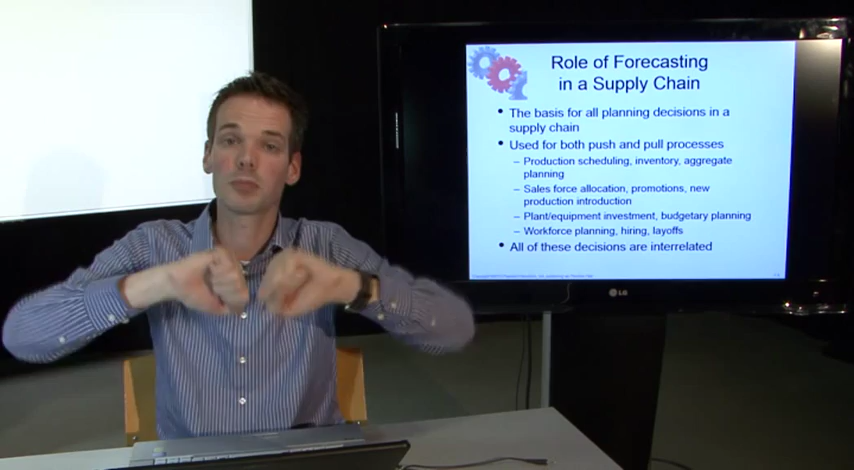 Role of Forecasting
in a Supply Chain
• The basis for all planning decisions in a
supply chain
• Used for both push and pull processes
– Production scheduling, inventory, aggregate
planning
– Sales force allocation, promotions, new
production introduction
– Plant/equipment investment, budgetary planning
– Workforce planning, hiring, layoffs
• All of these decisions are interrelated
LG